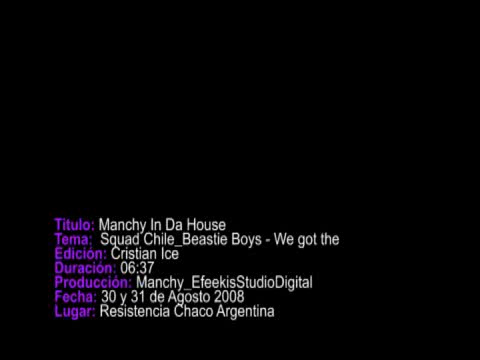 Titulo: Manchy In Da House
Tema: Squad Chile_Beastie Boys - We got the
Edición: Cristian Ice
Duración: 06:37
Producción: Manchy_EfeekisStudioDigital
Fecha: 30 y 31 de Agosto 2008
Lugar: Resistencia Chaco Argentina